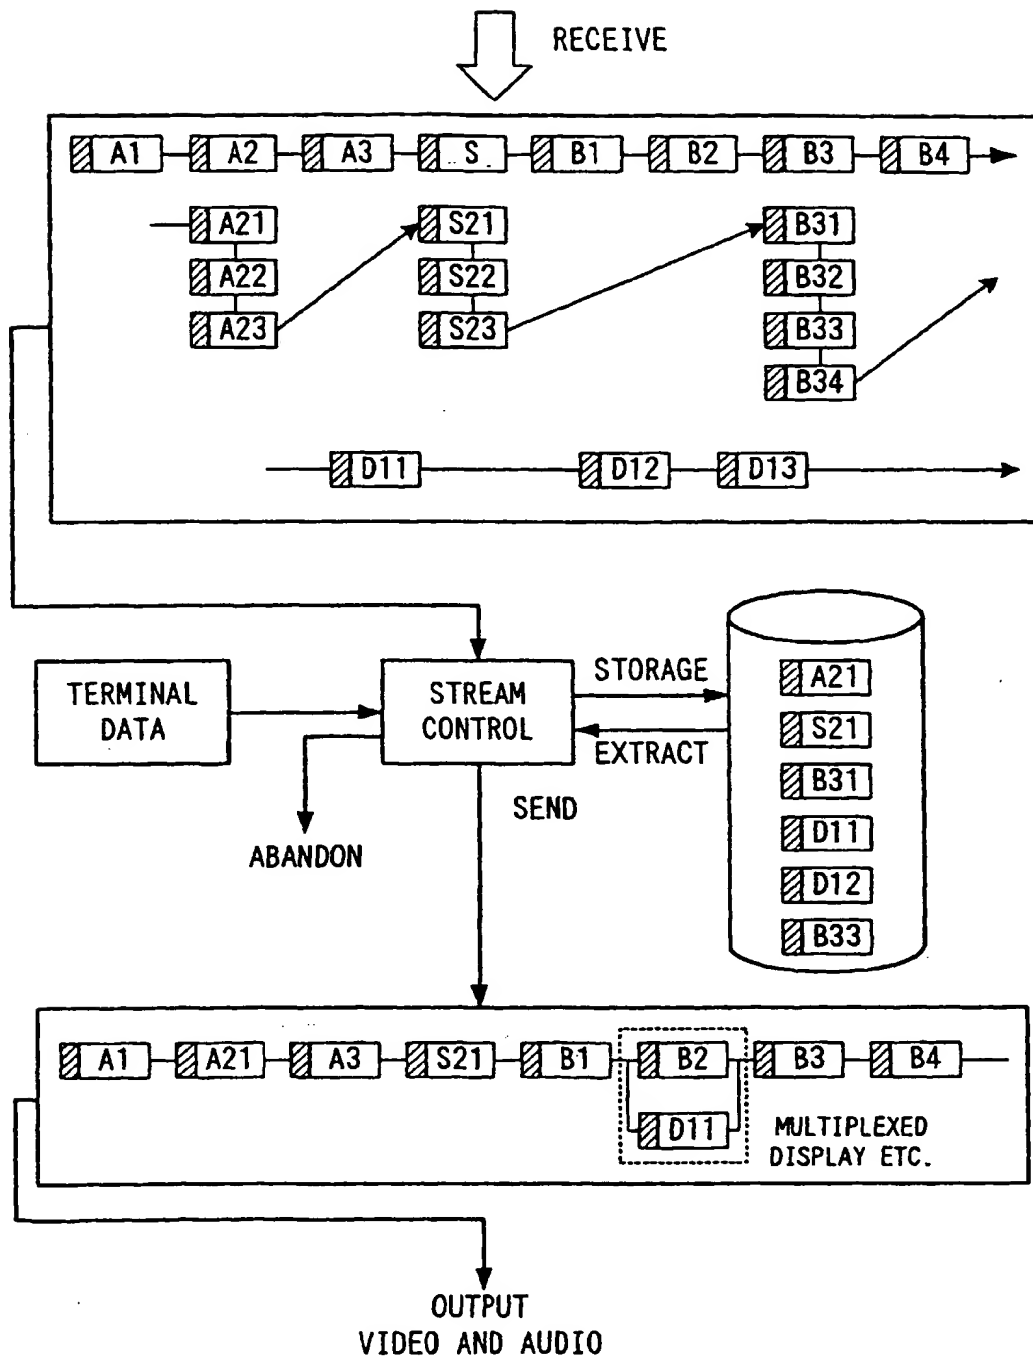 RECEIVE
A1 A2 A3 S B1 B2 B3 B4
A21 S21 B31
A22 S22 B32
A23 S23 B33
B34
D11 D12 D13
TERMINAL
DATA
STREAM
CONTROL
STORAGE
EXTRACT
SEND
ABANDON
A21
S21
B31
D11
D12
B33
A1 A21 A3 S21 B1 B2 B3 B4
D11
MULTIPLEXED
DISPLAY ETC.
OUTPUT
VIDEO AND AUDIO